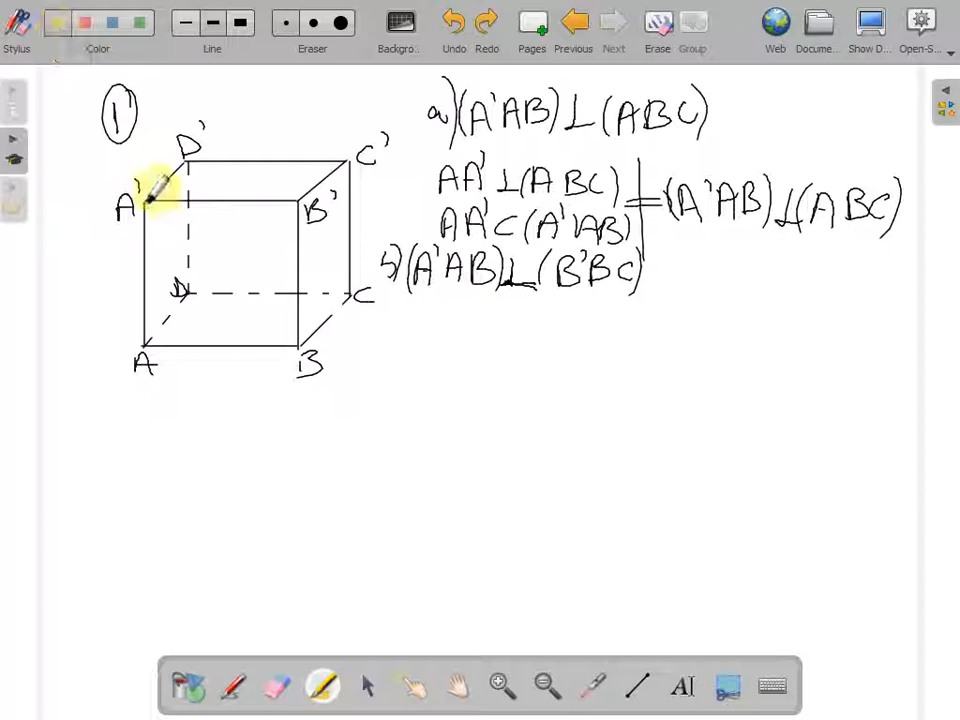 Stylus
Color
Line
Eraser
Backgro...
Undo
Redo
Pages
Previous
Next
Erase
Group
Web
Docume...
Show D...
Open-S...
1'
a) (A'AB)⊥(ABC)
AA'⊥(ABC)
AA'⊂(A'AB)
=(A'AB)⊥(ABC)
b) (A'AB)⊥(B'BC)
D'
C'
A'
B'
D
C
A
B
AI